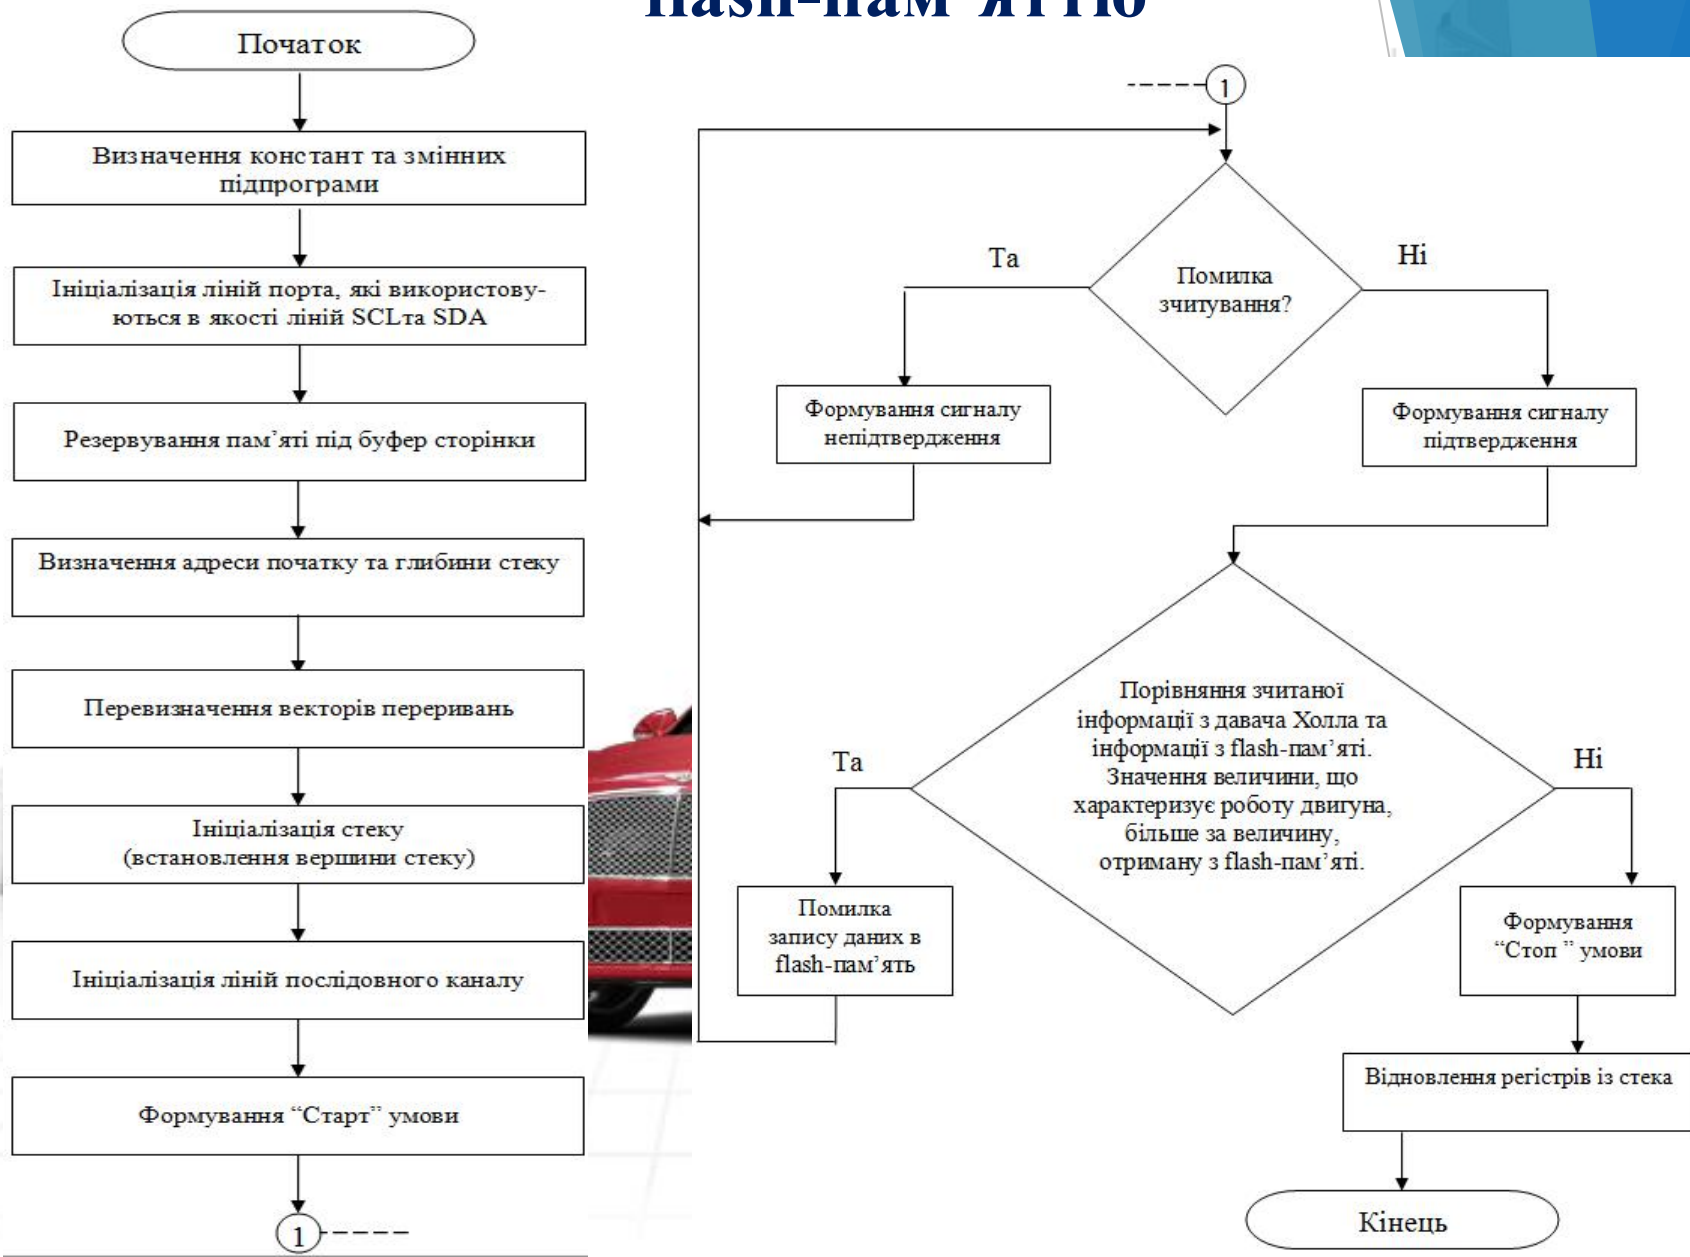 flash-пам’яттю
Початок
Визначення констант та змінних
підпрограми
Ініціалізація ліній порта, які використову-
ються в якості ліній SCLта SDA
Резервування пам’яті під буфер сторінки
Визначення адреси початку та глибини стеку
Перевизначення векторів переривань
Ініціалізація стеку
(встановлення вершини стеку)
Ініціалізація ліній послідовного каналу
Формування “Старт” умови
1
1
Помилка
зчитування?
Та
Ні
Формування сигналу
непідтвердження
Формування сигналу
підтвердження
Порівняння зчитаної
інформації з давача Холла та
інформації з flash-пам’яті.
Значення величини, що
характеризує роботу двигуна,
більше за величину,
отриману з flash-пам’яті.
Та
Ні
Помилка
запису даних в
flash-пам’ять
Формування
“Стоп ” умови
Відновлення регістрів із стека
Кінець